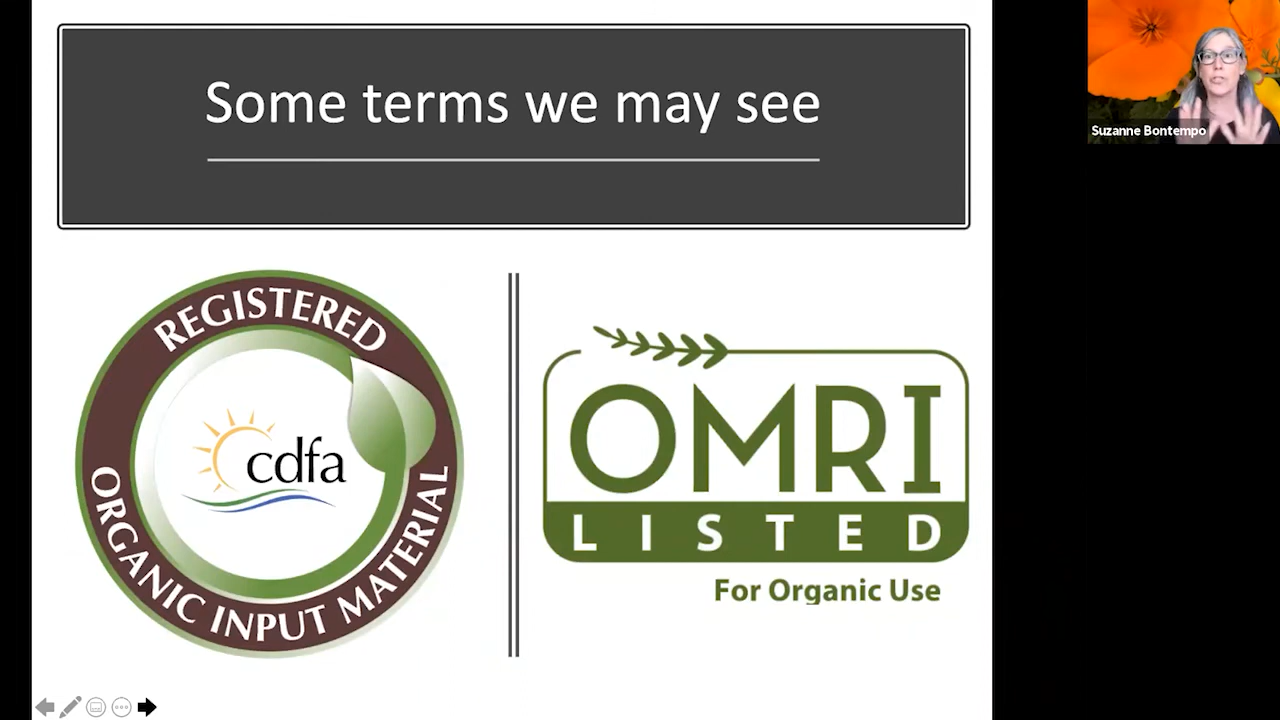 Some terms we may see
Suzanne Bontempo
REGISTERED
cdfa
ORGANIC INPUT MATERIAL
OMRI
LISTED
For Organic Use